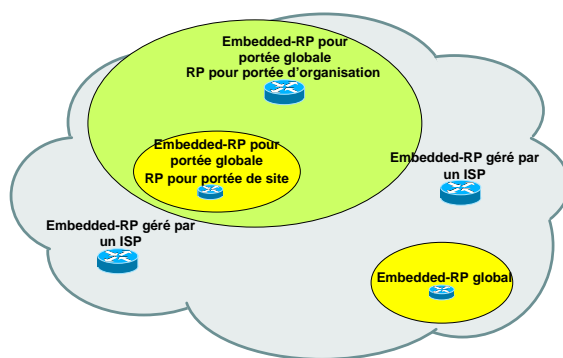 Embedded-RP pour
portée globale
RP pour portée d'organisation
Embedded-RP pour
portée globale
RP pour portée de site
Embedded-RP géré par
un ISP
Embedded-RP géré par
un ISP
Embedded-RP global